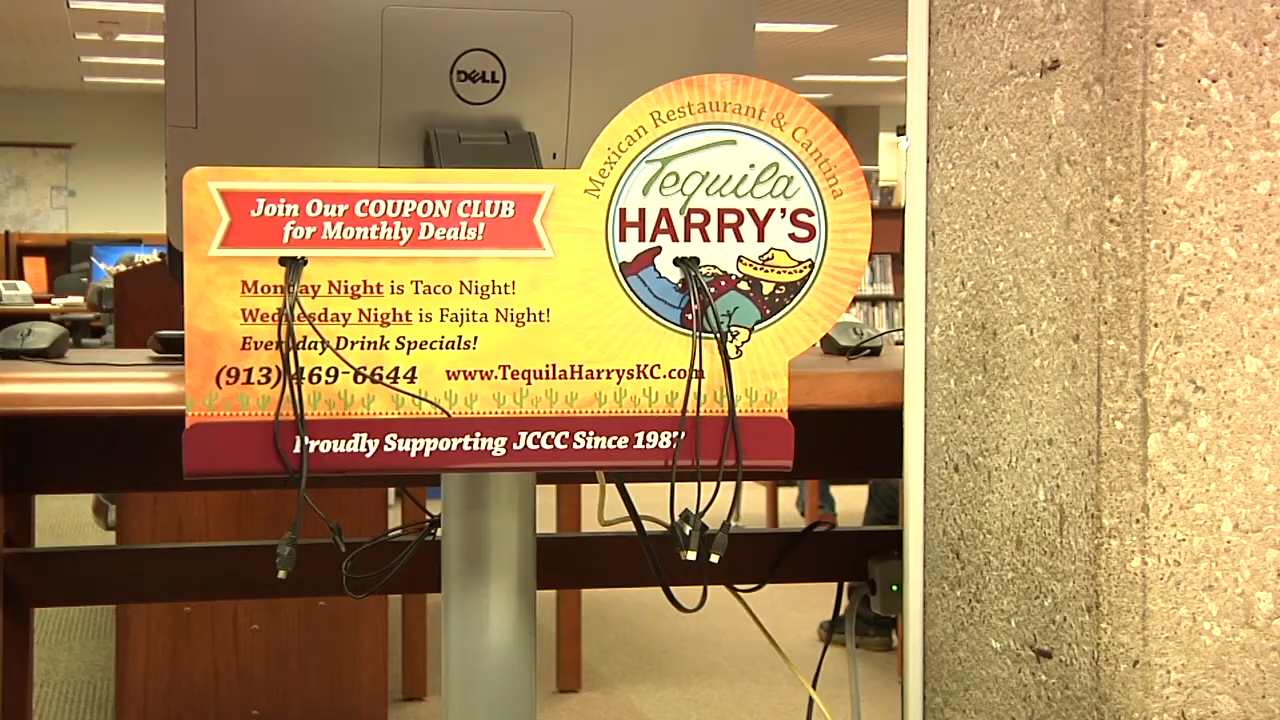 DELL
Mexican Restaurant & Cantina
Tequila
HARRY'S
Join Our COUPON CLUB
for Monthly Deals!
Monday Night is Taco Night!
Wednesday Night is Fajita Night!
Everyday Drink Specials!
(913) 469-6644 www.TequilaHarrysKC.com
Proudly Supporting JCCC Since 1987